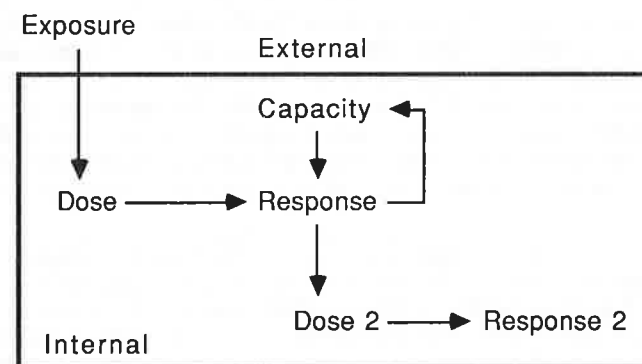 Exposure
External
Capacity
Dose
Response
Dose 2
Response 2
Internal